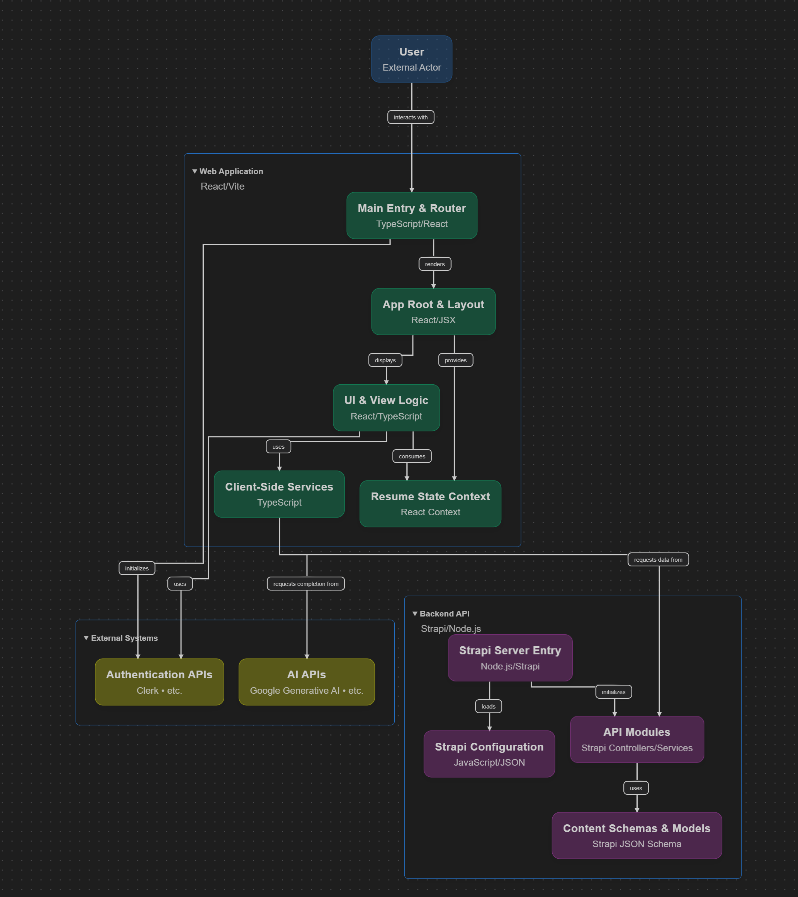 User
External Actor
interacts with
▼ Web Application
React/Vite
Main Entry & Router
TypeScript/React
renders
App Root & Layout
React/JSX
displays
provides
UI & View Logic
React/TypeScript
uses
consumes
Client-Side Services
TypeScript
Resume State Context
React Context
initializes
uses
requests completion from
requests data from
▼ External Systems
Authentication APIs
Clerk • etc.
AI APIs
Google Generative AI • etc.
▼ Backend API
Strapi/Node.js
Strapi Server Entry
Node.js/Strapi
loads
initializes
Strapi Configuration
JavaScript/JSON
API Modules
Strapi Controllers/Services
uses
Content Schemas & Models
Strapi JSON Schema